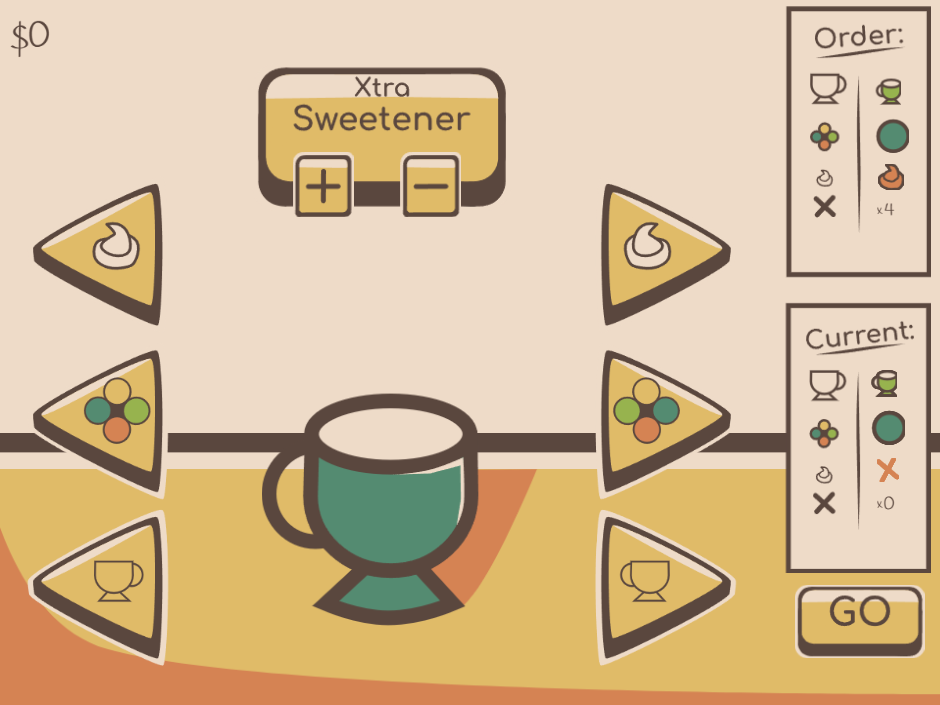 $0
Xtra
Sweetener
+
−
Order:
x4
Current:
x0
GO